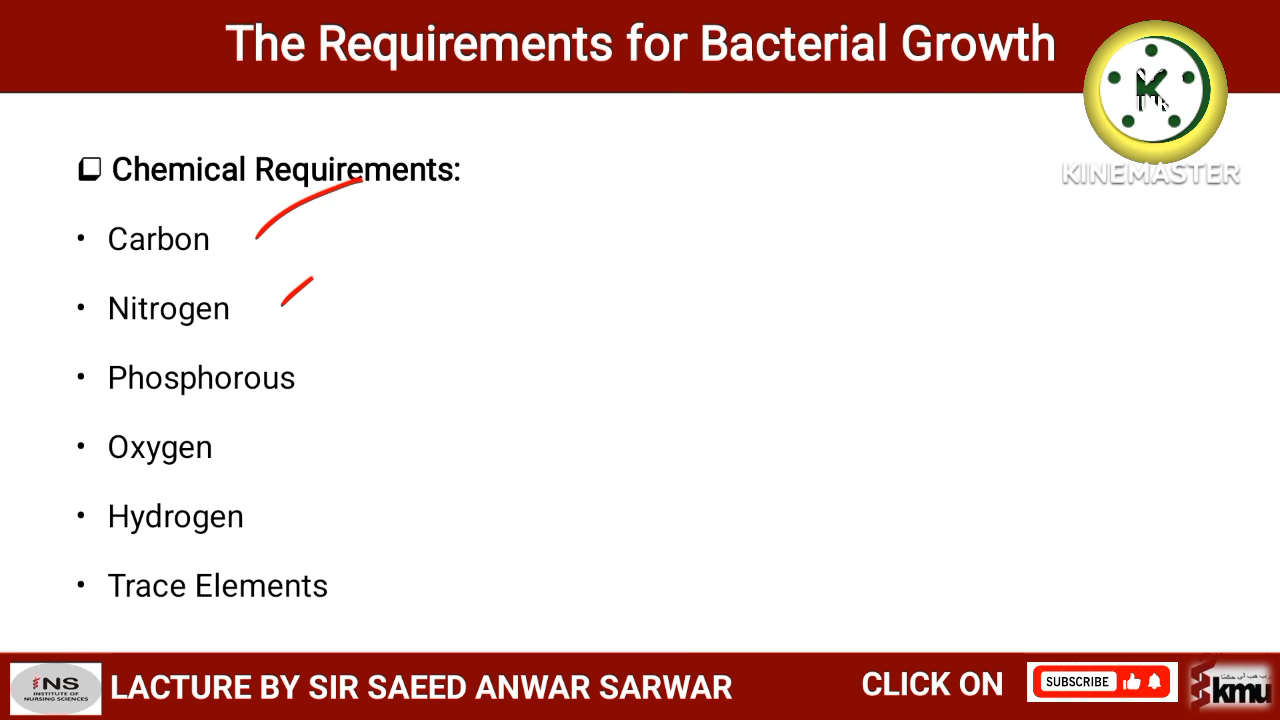 The Requirements for Bacterial Growth
KINEMASTER
❑ Chemical Requirements:
• Carbon
• Nitrogen
• Phosphorous
• Oxygen
• Hydrogen
• Trace Elements
NS
INSTITUTE OF
NURSING SCIENCES
LACTURE BY SIR SAEED ANWAR SARWAR
CLICK ON
SUBSCRIBE
kmu